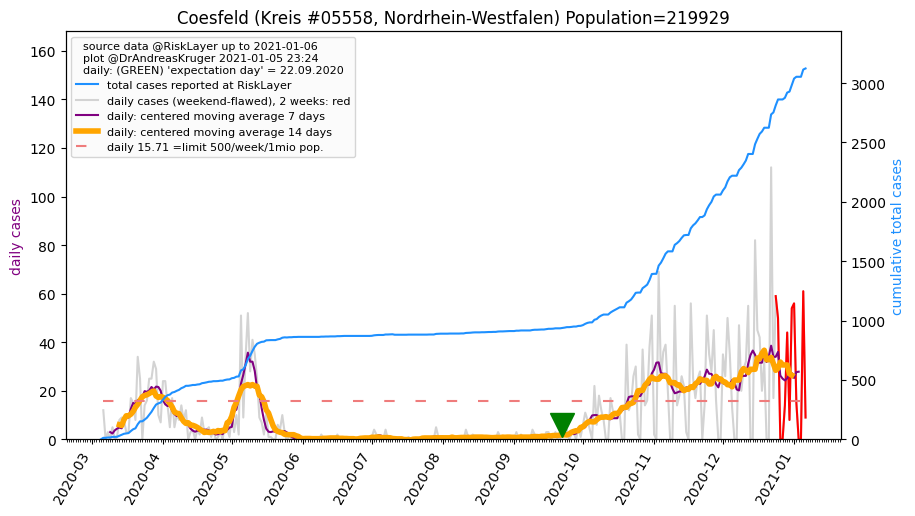 Coesfeld (Kreis #05558, Nordrhein-Westfalen) Population=219929
source data @RiskLayer up to 2021-01-06
plot @DrAndreasKruger 2021-01-05 23:24
daily: (GREEN) 'expectation day' = 22.09.2020
total cases reported at RiskLayer
daily cases (weekend-flawed), 2 weeks: red
daily: centered moving average 7 days
daily: centered moving average 14 days
daily 15.71 =limit 500/week/1mio pop.
daily cases
160
140
120
100
80
60
40
20
0
cumulative total cases
3000
2500
2000
1500
1000
500
0
2020-03
2020-04
2020-05
2020-06
2020-07
2020-08
2020-09
2020-10
2020-11
2020-12
2021-01